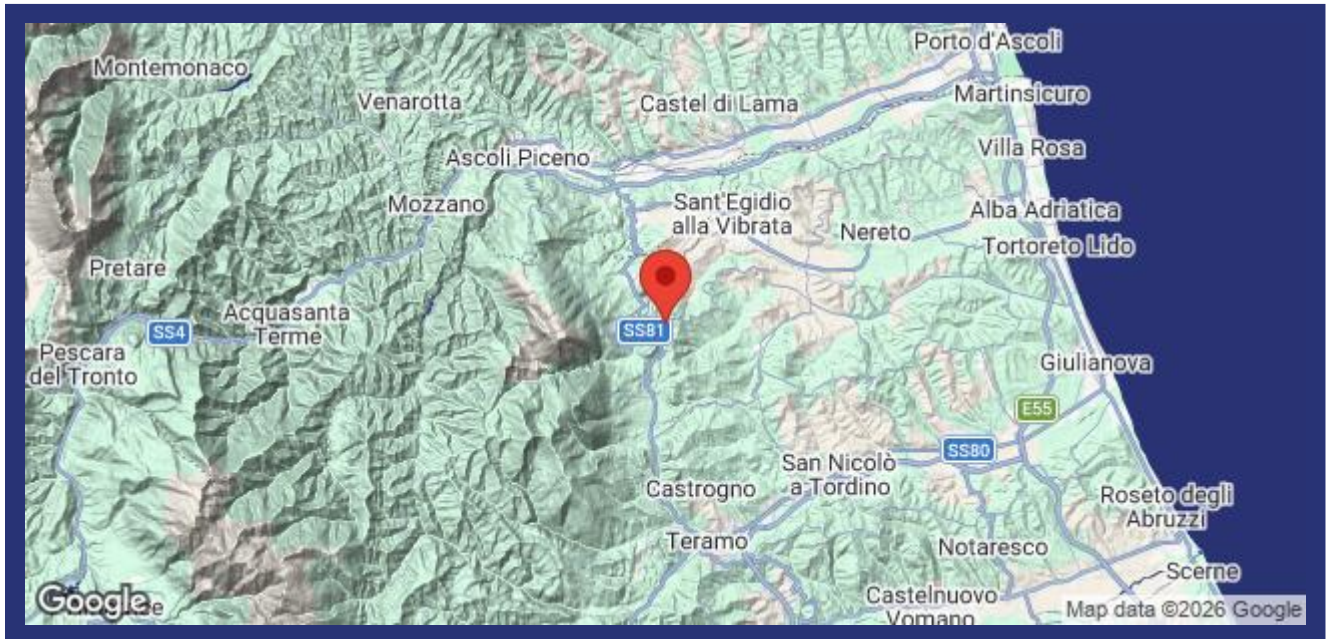 Porto d'Ascoli
Montemonaco
Martinsicuro
Venarotta
Castel di Lama
Villa Rosa
Ascoli Piceno
Mozzano
Sant'Egidio
alla Vibrata
Alba Adriatica
Nereto
Tortoreto Lido
Pretare
Acquasanta
Terme
SS4
SS81
Pescara
del Tronto
Giulianova
E55
SS80
San Nicolò
a Tordino
Castrogno
Roseto degli
Abruzzi
Teramo
Notaresco
Scerne
Castelnuovo
Vomano
Google
Map data ©2026 Google